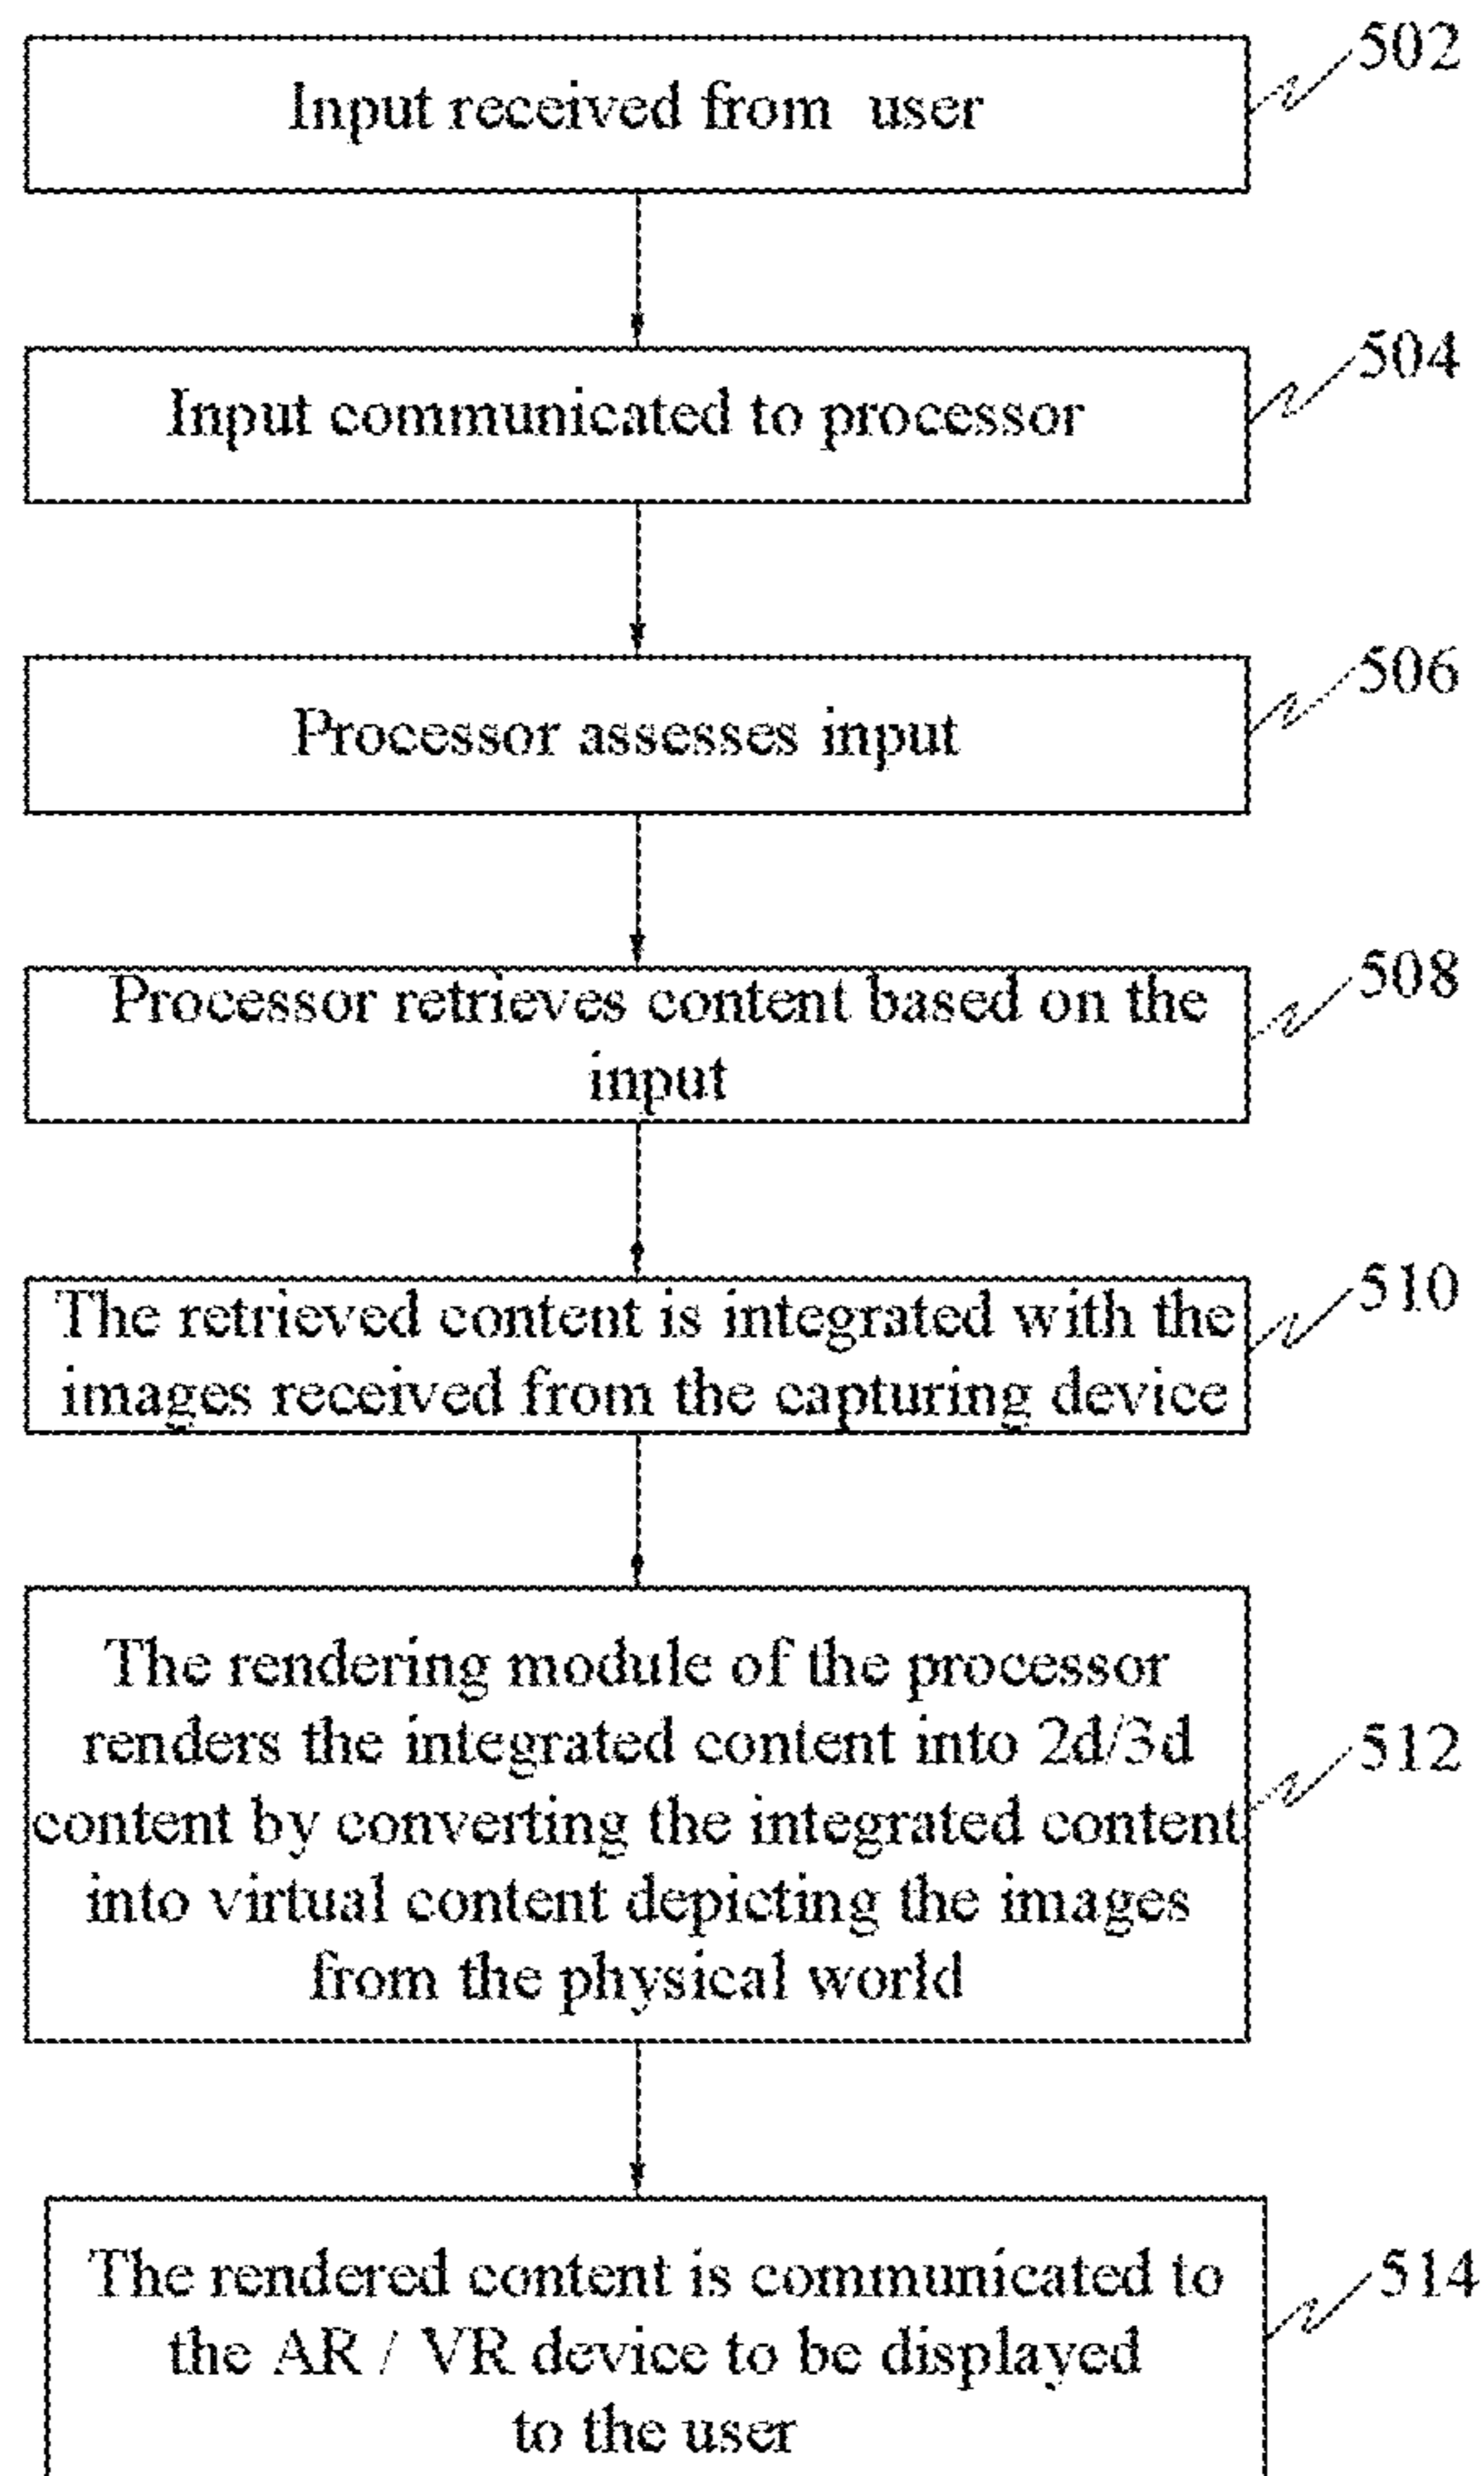 502
Input received from user
504
Input communicated to processor
506
Processor assesses input
508
Processor retrieves content based on the
input
510
The retrieved content is integrated with the
images received from the capturing device
The rendering module of the processor
renders the integrated content into 2d/3d
512
content by converting the integrated content
into virtual content depicting the images
from the physical world
514
The rendered content is communicated to
the AR / VR device to be displayed
to the user